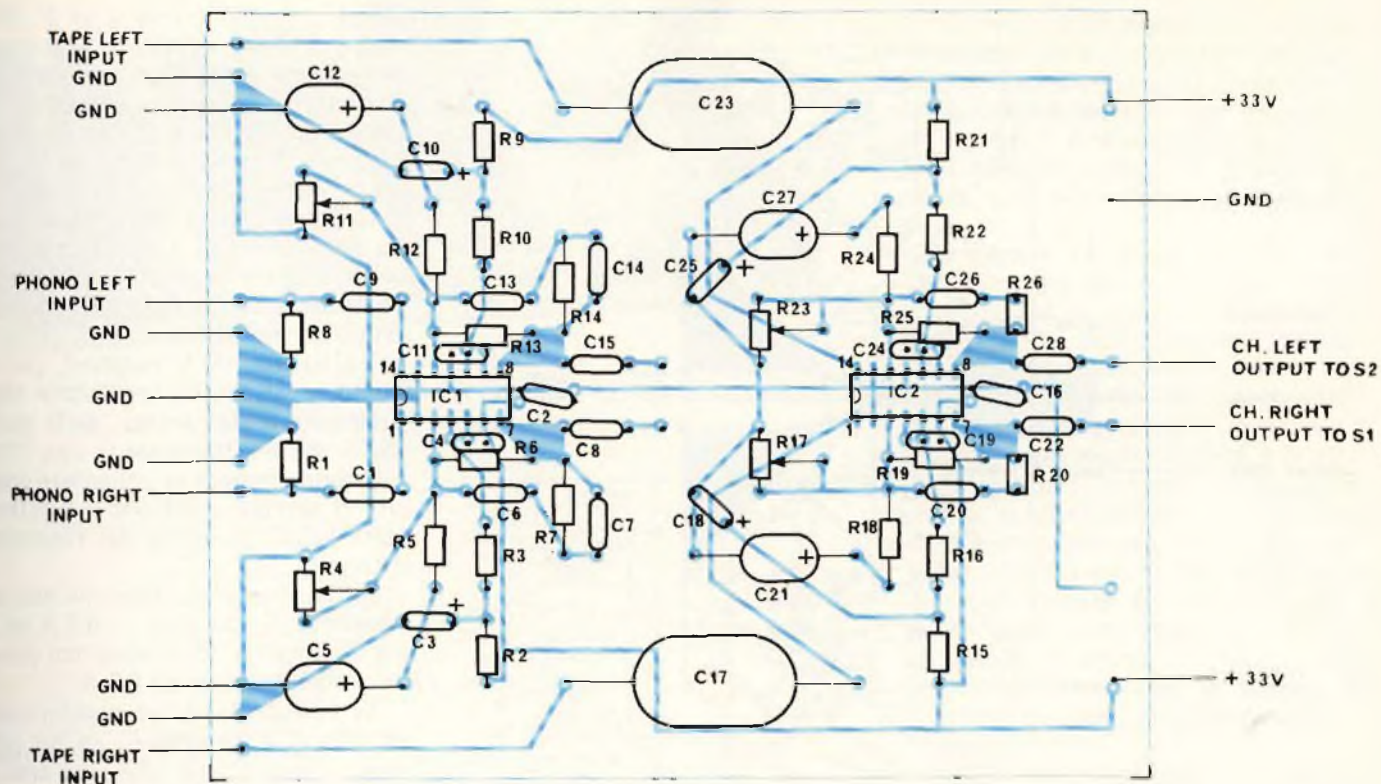 TAPE LEFT
INPUT
GND
GND
C12
C23
+33V
R9
R21
C10
+
R11
C27
GND
R12
R10
R22
R24
C25
+
PHONO LEFT
INPUT
C9
C13
C14
C26
R26
GND
R8
R14
R23
R25
R13
C11
C15
C24
C28
14
8
14
8
CH. LEFT
OUTPUT TO S2
GND
IC1
C2
IC2
C16
1
7
1
7
CH. RIGHT
OUTPUT TO S1
C4
R6
C8
R17
C19
C22
GND
R1
R19
R20
PHONO RIGHT
INPUT
C1
C6
C7
C20
R5
R3
R7
C18
+
R18
R16
R4
+
C3
+
C21
C5
+
R2
C17
R15
GND
+33V
GND
TAPE RIGHT
INPUT